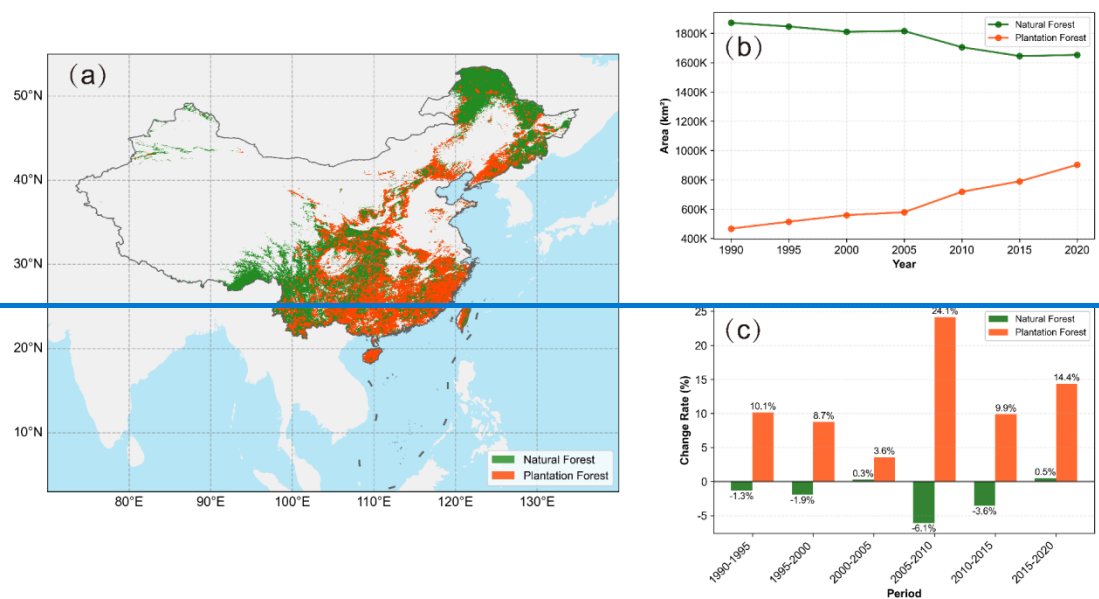 (a)
50°N
40°N
30°N
20°N
10°N
80°E
90°E
100°E
110°E
120°E
130°E
Natural Forest
Plantation Forest
(b)
Natural Forest
Plantation Forest
Area (km²)
1800K
1600K
1400K
1200K
1000K
800K
600K
400K
1990
1995
2000
2005
2010
2015
2020
Year
(c)
Natural Forest
Plantation Forest
Change Rate (%)
25
20
15
10
5
0
-5
10.1%
-1.3%
8.7%
-1.9%
0.3%
3.6%
24.1%
-6.1%
9.9%
-3.6%
0.5%
14.4%
1990-1995
1995-2000
2000-2005
2005-2010
2010-2015
2015-2020
Period